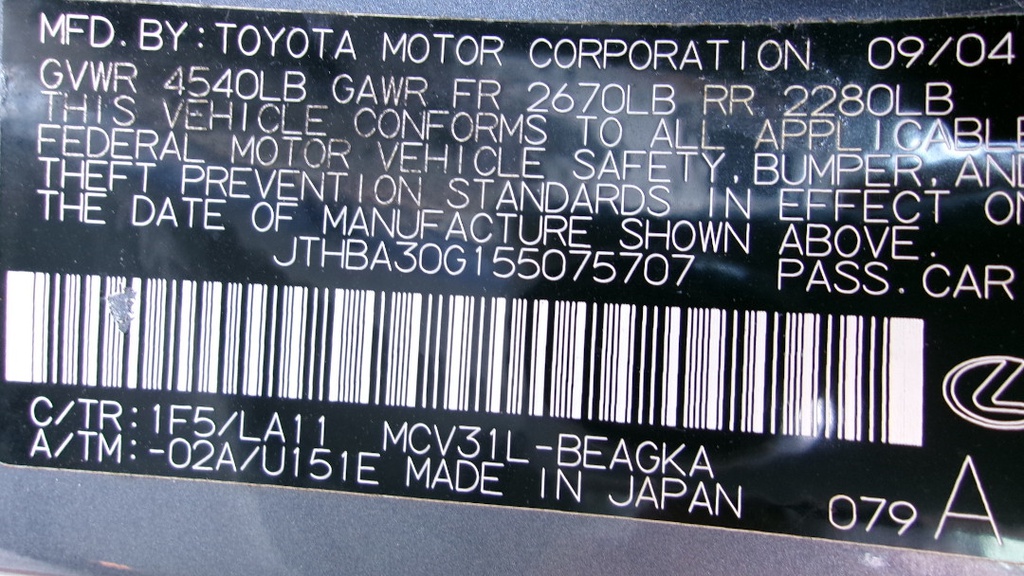 MFD. BY: TOYOTA MOTOR CORPORATION 09/04
GVWR 4540LB GAWR FR 2670LB RR 2280LB
THIS VEHICLE CONFORMS TO ALL APPLICABLE
FEDERAL MOTOR VEHICLE SAFETY, BUMPER, AND
THEFT PREVENTION STANDARDS IN EFFECT ON
THE DATE OF MANUFACTURE SHOWN ABOVE.
JTHBA30G155075707 PASS. CAR
C/TR: 1F5/LA11 MCV31L-BEAGKA
A/TM: -02A/U151E MADE IN JAPAN
079 A